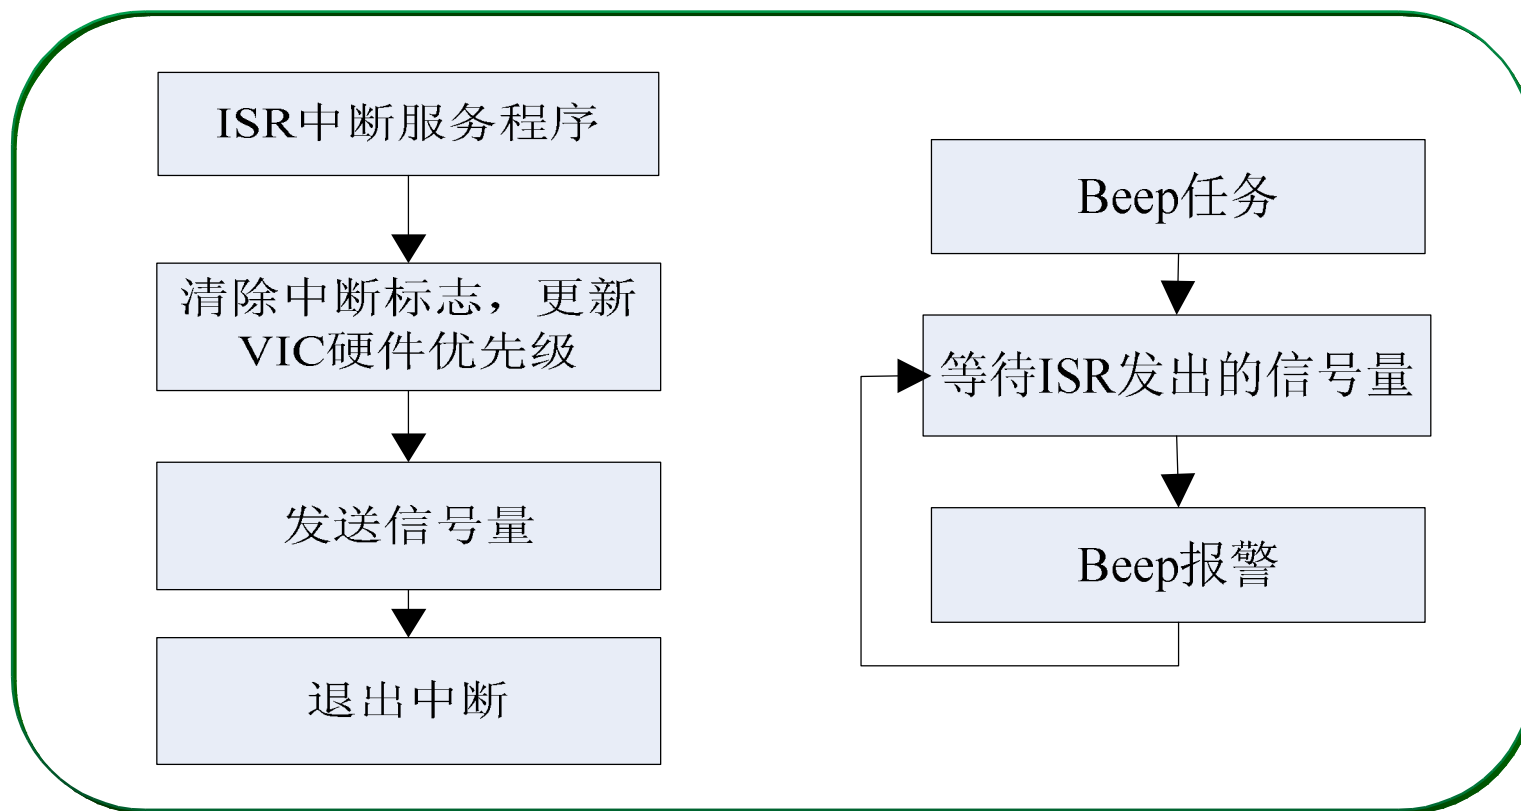 ISR中断服务程序
清除中断标志，更新
VIC硬件优先级
发送信号量
退出中断
Beep任务
等待ISR发出的信号量
Beep报警